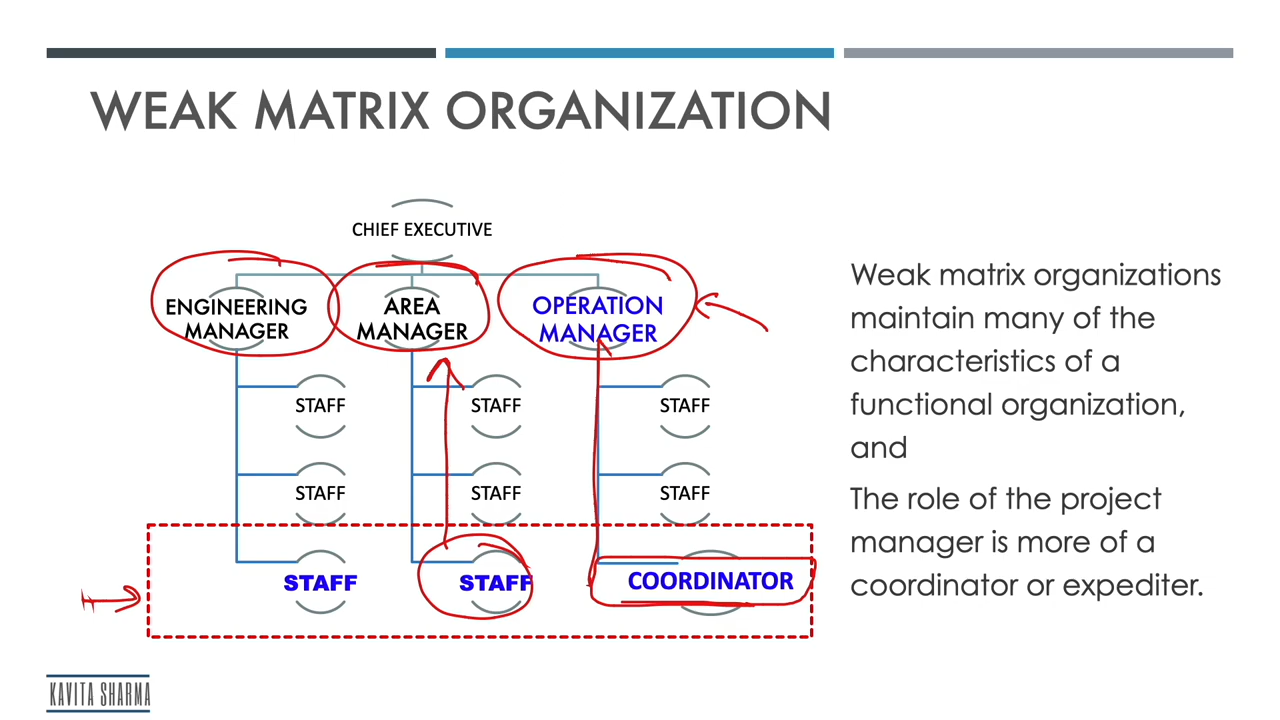 WEAK MATRIX ORGANIZATION
CHIEF EXECUTIVE
ENGINEERING
MANAGER
AREA
MANAGER
OPERATION
MANAGER
STAFF
STAFF
STAFF
STAFF
STAFF
STAFF
STAFF
STAFF
COORDINATOR
Weak matrix organizations
maintain many of the
characteristics of a
functional organization,
and
The role of the project
manager is more of a
coordinator or expediter.
KAVITA SHARMA